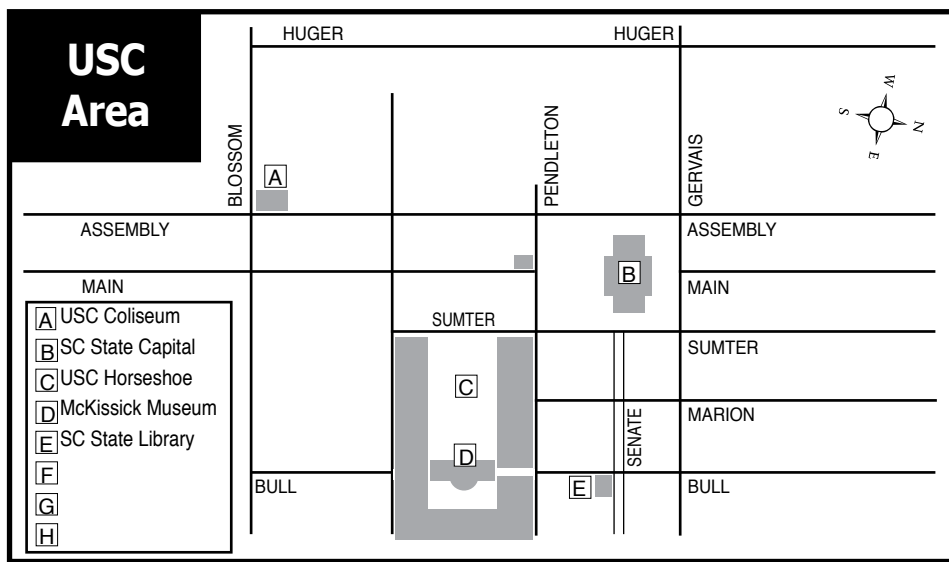 USC
Area
HUGER
HUGER
W
S
N
E
BLOSSOM
PENDLETON
GERVAIS
A
ASSEMBLY
ASSEMBLY
B
MAIN
MAIN
A USC Coliseum
B SC State Capital
C USC Horseshoe
D McKissick Museum
E SC State Library
F
G
H
SUMTER
SUMTER
C
MARION
SENATE
D
BULL
E
BULL